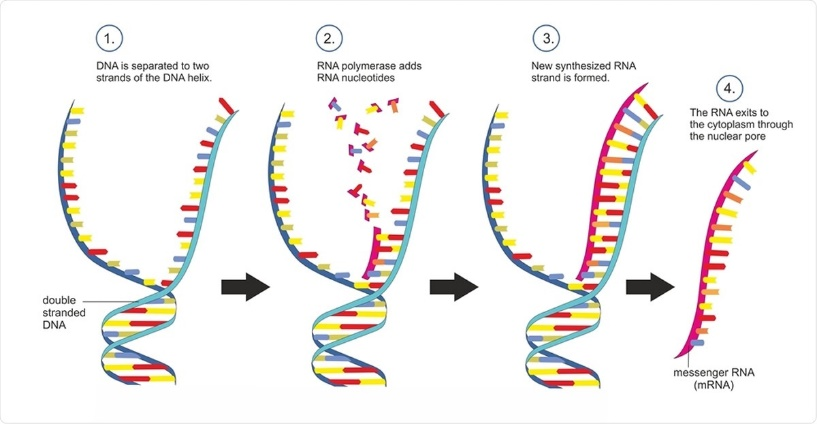 1.
DNA is separated to two
strands of the DNA helix.
2.
RNA polymerase adds
RNA nucleotides
3.
New synthesized RNA
strand is formed.
4.
The RNA exits to
the cytoplasm through
the nuclear pore
double
stranded
DNA
messenger RNA
(mRNA)